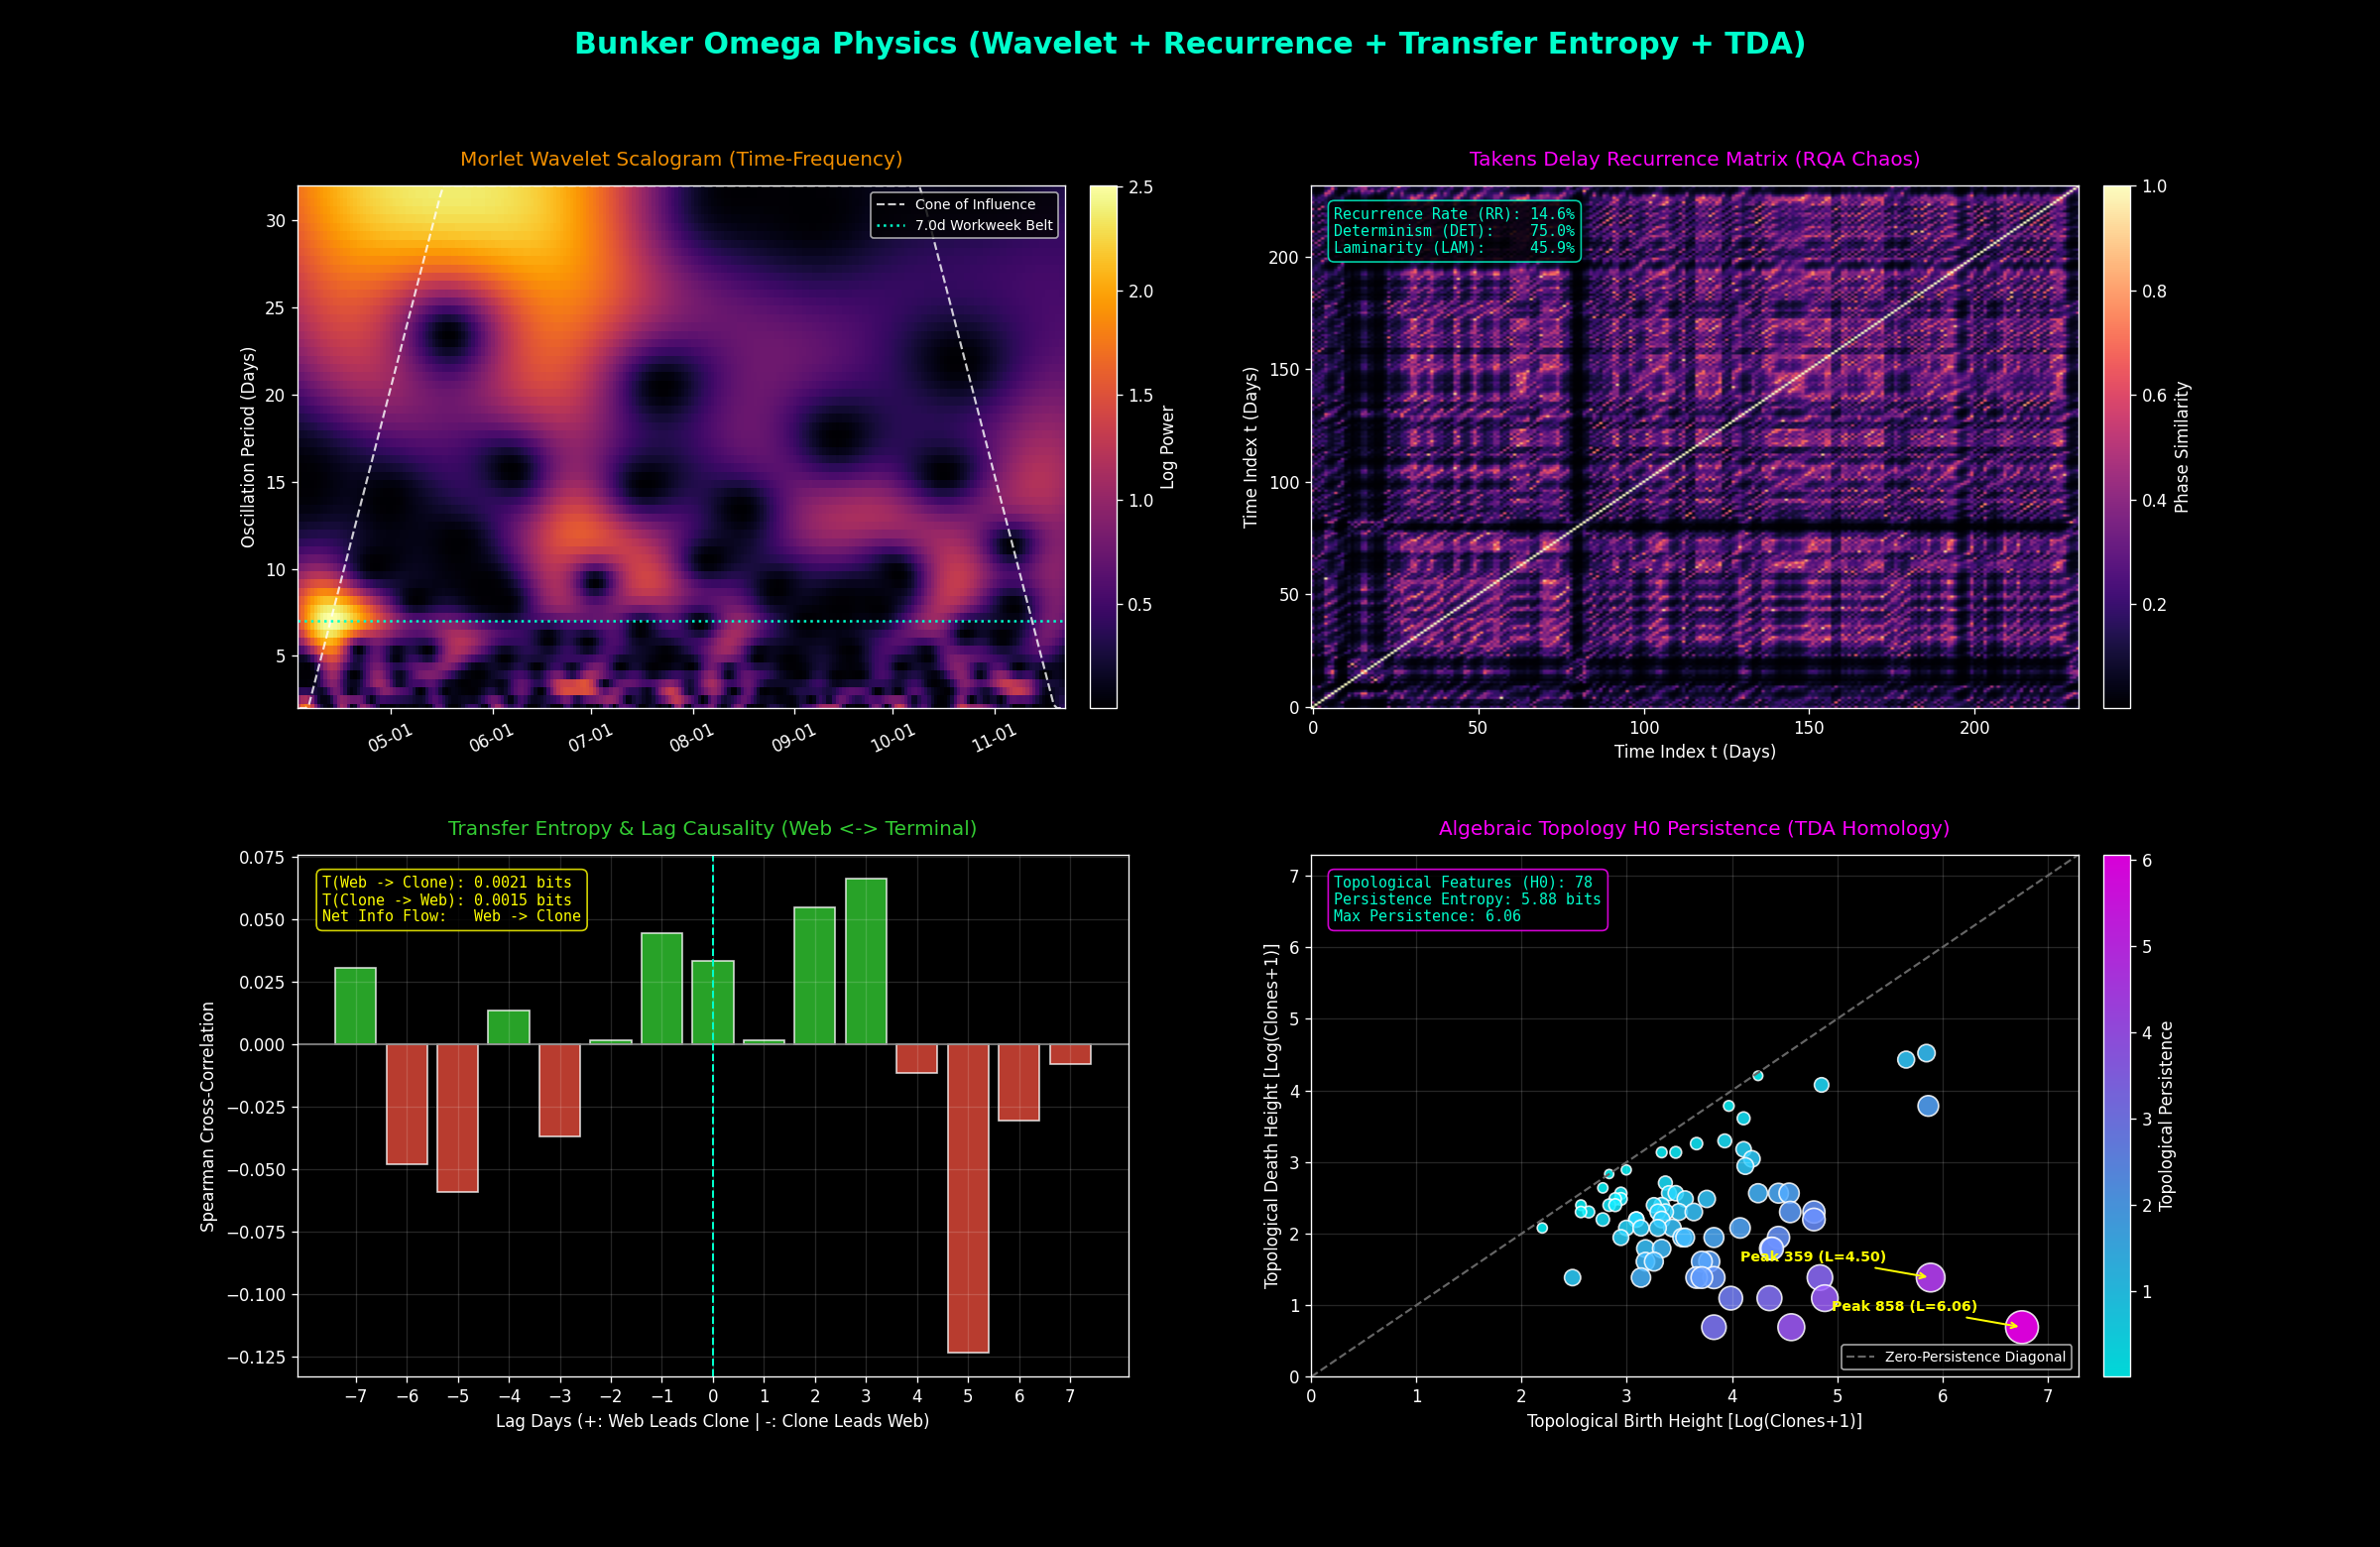 Bunker Omega Physics (Wavelet + Recurrence + Transfer Entropy + TDA)
Morlet Wavelet Scalogram (Time-Frequency)
Cone of Influence
7.0d Workweek Belt
Oscillation Period (Days)
30
25
20
15
10
5
05-01
06-01
07-01
08-01
09-01
10-01
11-01
2.5
2.0
1.5
1.0
0.5
Log Power
Takens Delay Recurrence Matrix (RQA Chaos)
Recurrence Rate (RR): 14.6%
Determinism (DET): 75.0%
Laminarity (LAM): 45.9%
Time Index t (Days)
200
150
100
50
0
0
50
100
150
200
Time Index t (Days)
1.0
0.8
0.6
0.4
0.2
Phase Similarity
Transfer Entropy & Lag Causality (Web <-> Terminal)
T(Web -> Clone): 0.0021 bits
T(Clone -> Web): 0.0015 bits
Net Info Flow: Web -> Clone
Spearman Cross-Correlation
0.075
0.050
0.025
0.000
−0.025
−0.050
−0.075
−0.100
−0.125
−7
−6
−5
−4
−3
−2
−1
0
1
2
3
4
5
6
7
Lag Days (+: Web Leads Clone | -: Clone Leads Web)
Algebraic Topology H0 Persistence (TDA Homology)
Topological Features (H0): 78
Persistence Entropy: 5.88 bits
Max Persistence: 6.06
Topological Death Height [Log(Clones+1)]
7
6
5
4
3
2
1
0
Peak 359 (L=4.50)
Peak 858 (L=6.06)
Zero-Persistence Diagonal
0
1
2
3
4
5
6
7
Topological Birth Height [Log(Clones+1)]
6
5
4
3
2
1
Topological Persistence